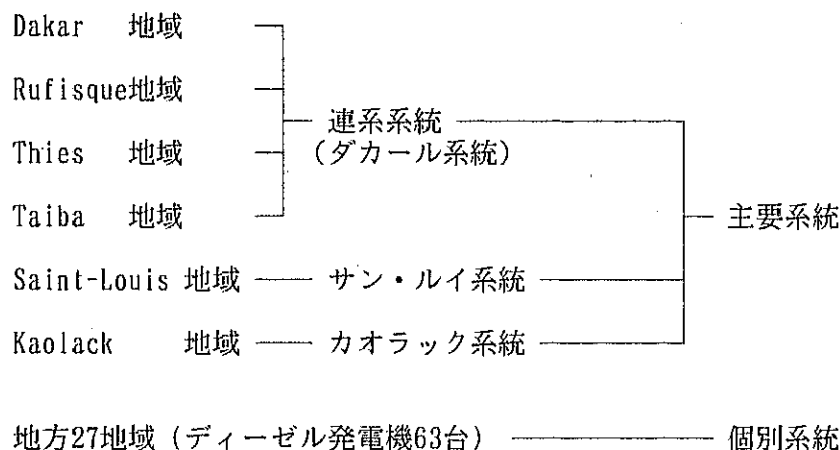 Dakar 地域
Rufisque地域
連系系統
Thies 地域
(ダカール系統)
Taiba 地域
主要系統
Saint-Louis 地域
サン・ルイ系統
Kaolack 地域
カオラック系統
地方27地域(ディーゼル発電機63台)
個別系統